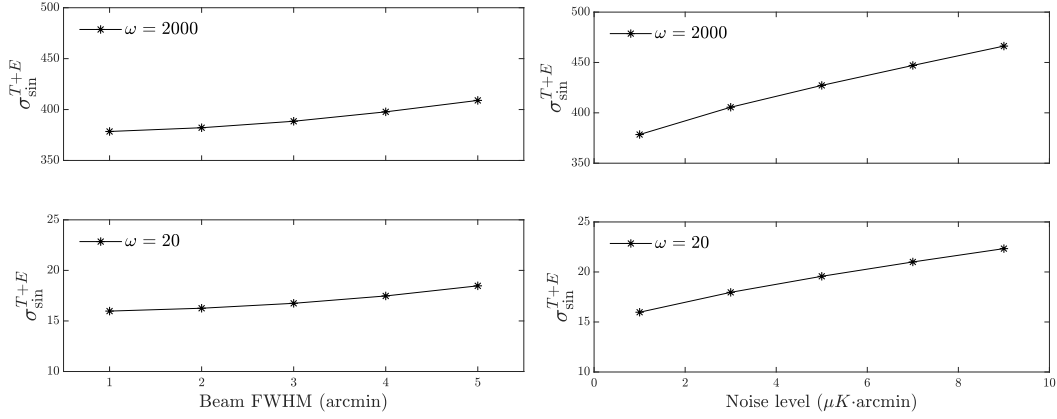 500
450
400
350
σ_sin^{T+E}
ω = 2000
500
450
400
350
σ_sin^{T+E}
ω = 2000
25
20
15
10
σ_sin^{T+E}
ω = 20
1 2 3 4 5
Beam FWHM (arcmin)
25
20
15
10
σ_sin^{T+E}
ω = 20
0 2 4 6 8 10
Noise level (μK·arcmin)